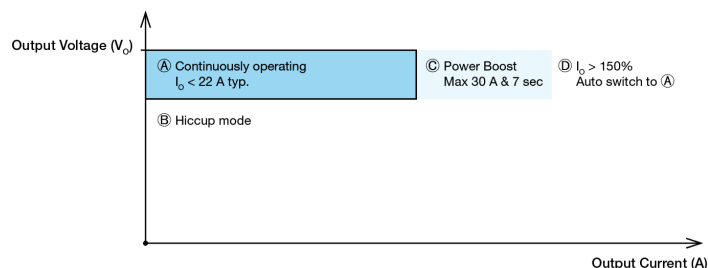 Output Voltage (VO)
Ⓐ Continuously operating
IO < 22 A typ.
Ⓒ Power Boost
Max 30 A & 7 sec
Ⓓ IO > 150%
Auto switch to Ⓐ
Ⓑ Hiccup mode
Output Current (A)